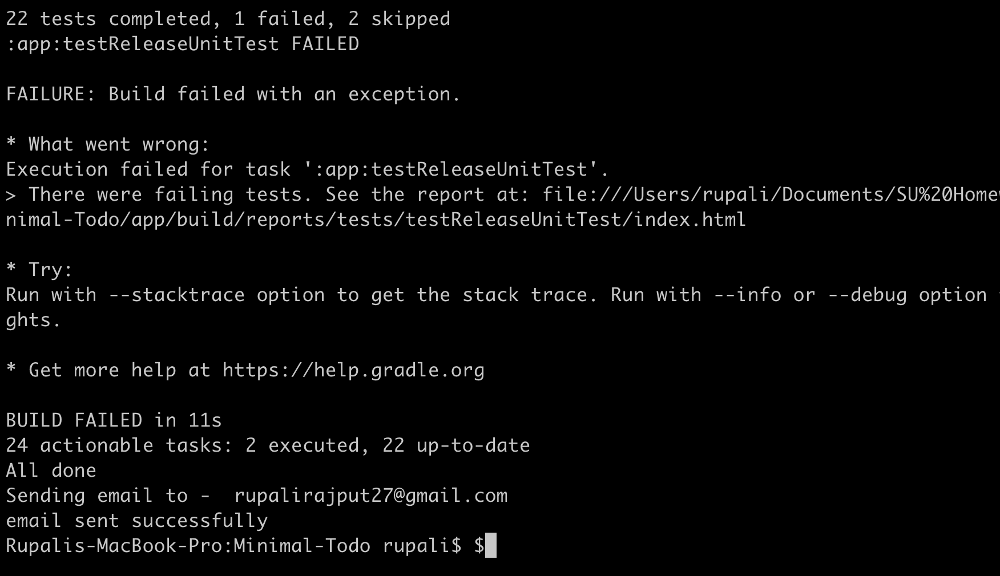 22 tests completed, 1 failed, 2 skipped
:app:testReleaseUnitTest FAILED
FAILURE: Build failed with an exception.
* What went wrong:
Execution failed for task ':app:testReleaseUnitTest'.
> There were failing tests. See the report at: file:///Users/rupali/Documents/SU%20Home
nimal-Todo/app/build/reports/tests/testReleaseUnitTest/index.html
* Try:
Run with --stacktrace option to get the stack trace. Run with --info or --debug option
ghts.
* Get more help at https://help.gradle.org
BUILD FAILED in 11s
24 actionable tasks: 2 executed, 22 up-to-date
All done
Sending email to -  rupalirajput27@gmail.com
email sent successfully
Rupalis-MacBook-Pro:Minimal-Todo rupali$ $